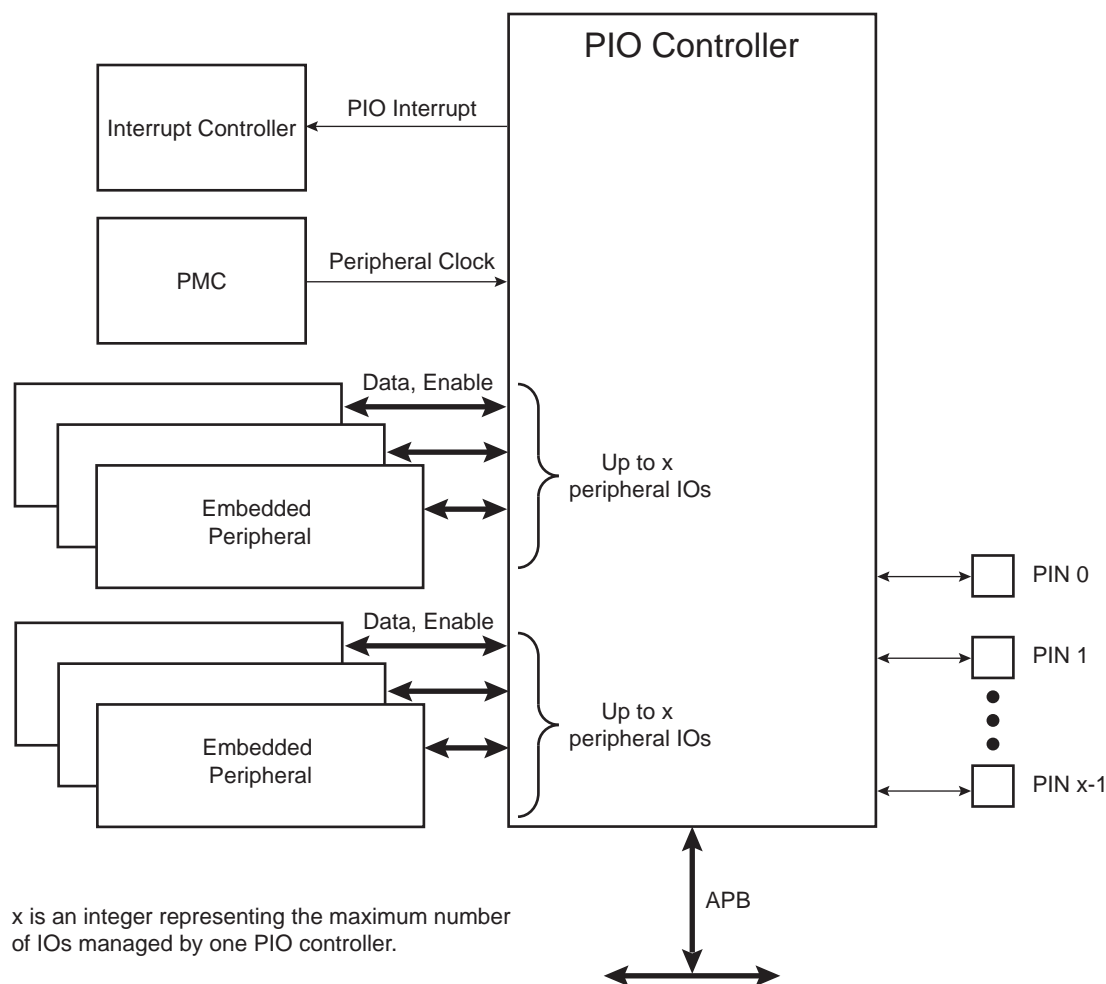 PIO Controller
PIO Interrupt
Interrupt Controller
Peripheral Clock
PMC
Data, Enable
Up to x
peripheral IOs
Embedded
Peripheral
PIN 0
Data, Enable
PIN 1
Up to x
peripheral IOs
Embedded
Peripheral
PIN x-1
APB
x is an integer representing the maximum number
of IOs managed by one PIO controller.